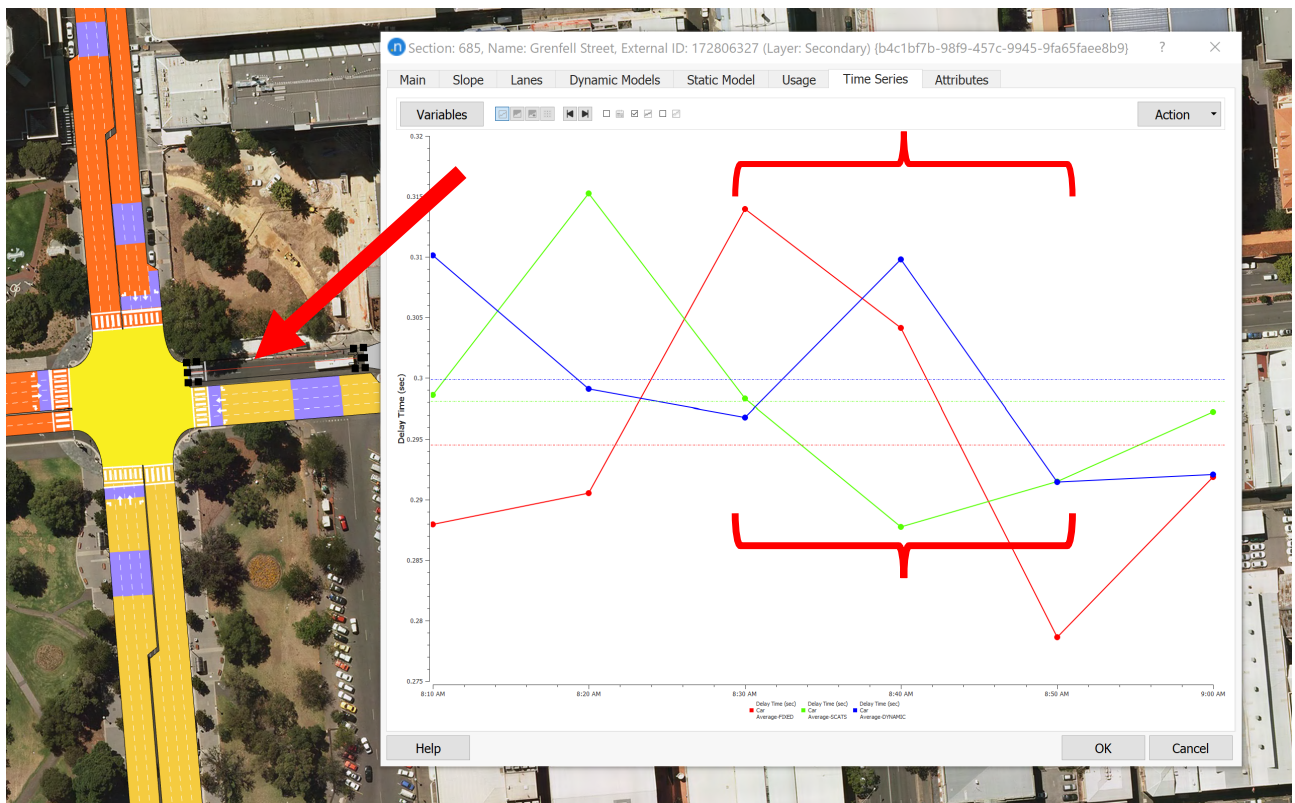 n Section: 685, Name: Grenfell Street, External ID: 172806327 (Layer: Secondary) {b4c1bf7b-98f9-457c-9945-9fa65faee8b9} ? ×
Main Slope Lanes Dynamic Models Static Model Usage Time Series Attributes
Variables Action
0.32
0.315
0.31
0.305
0.3
0.295
0.29
0.285
0.28
0.275
Delay Time (sec)
8:10 AM 8:20 AM 8:30 AM 8:40 AM 8:50 AM 9:00 AM
Delay Time (sec) Delay Time (sec) Delay Time (sec)
Car Car Car
Average-FIXED Average-SCATS Average-DYNAMIC
Help OK Cancel